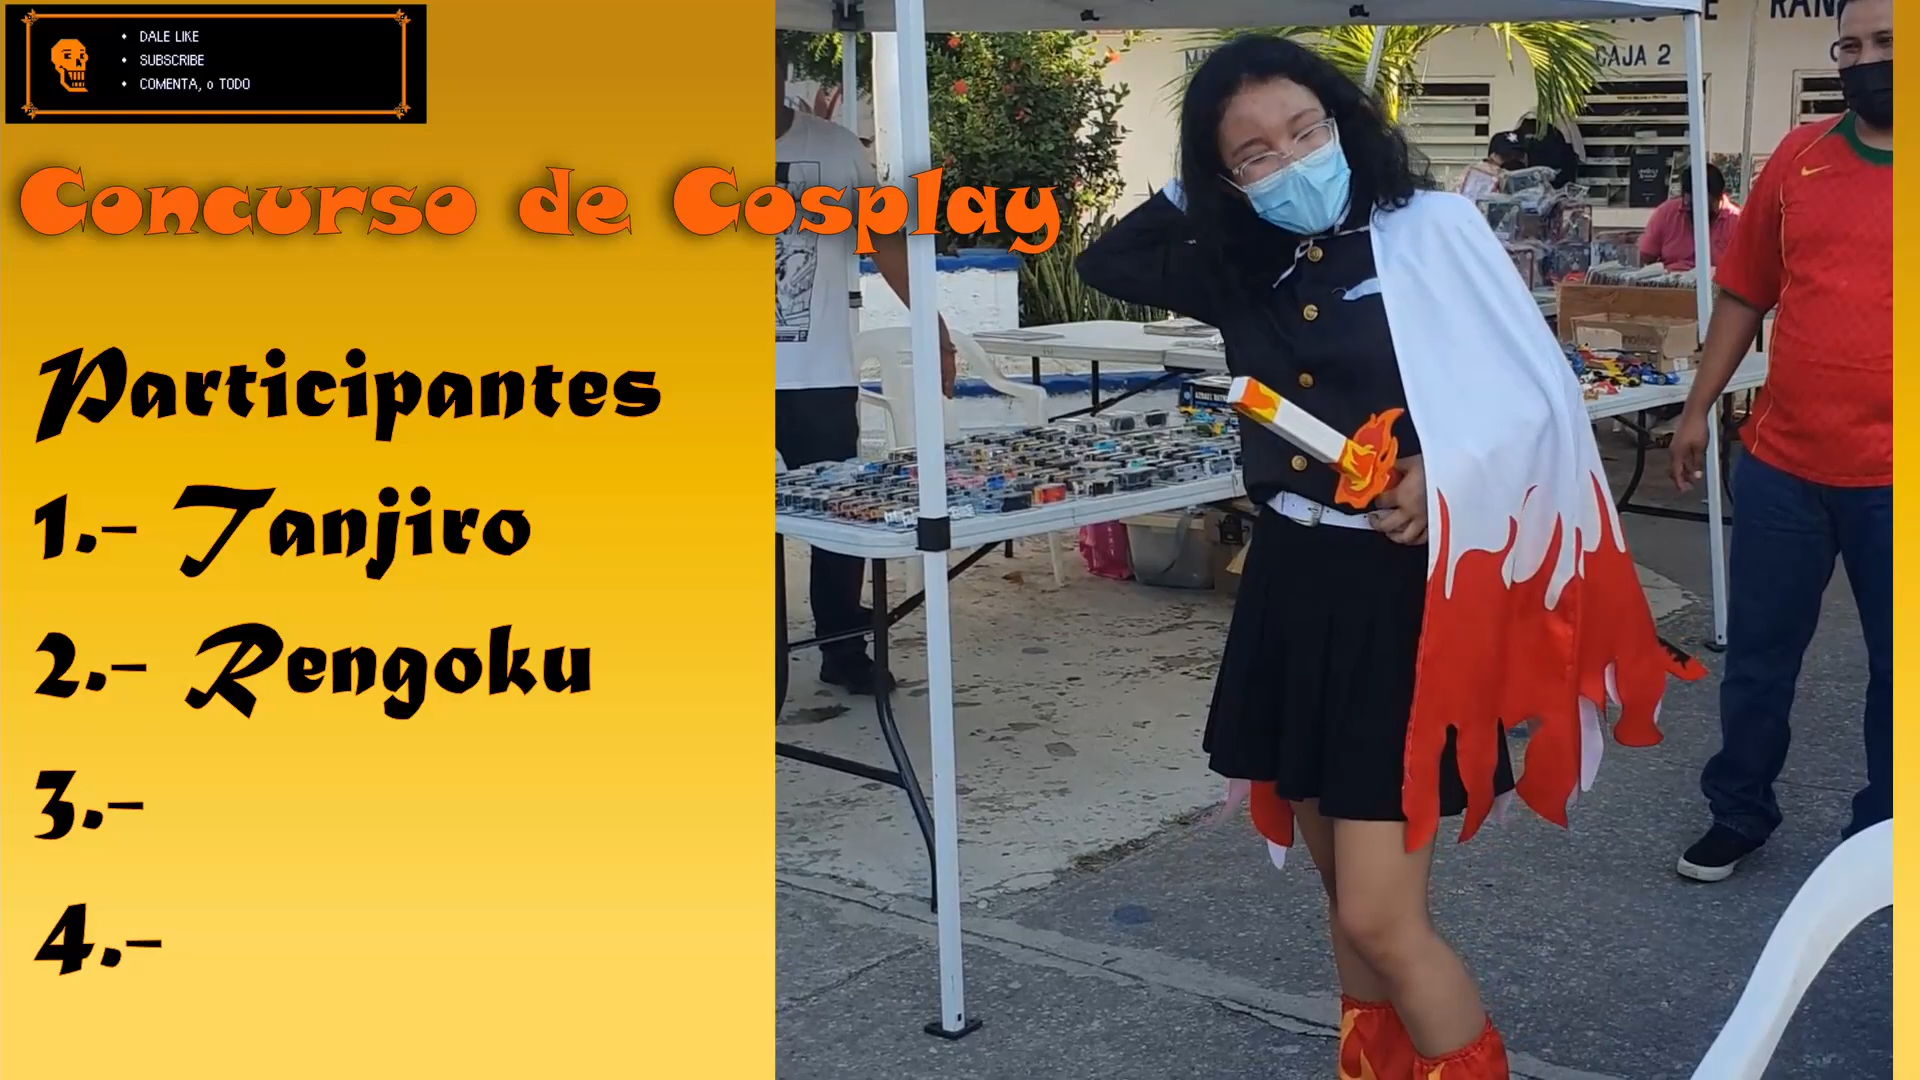 DALE LIKE
SUBSCRIBE
COMENTA, o TODO
Concurso de Cosplay
Participantes
1.- Tanjiro
2.- Rengoku
3.-
4.-
CAJA 2